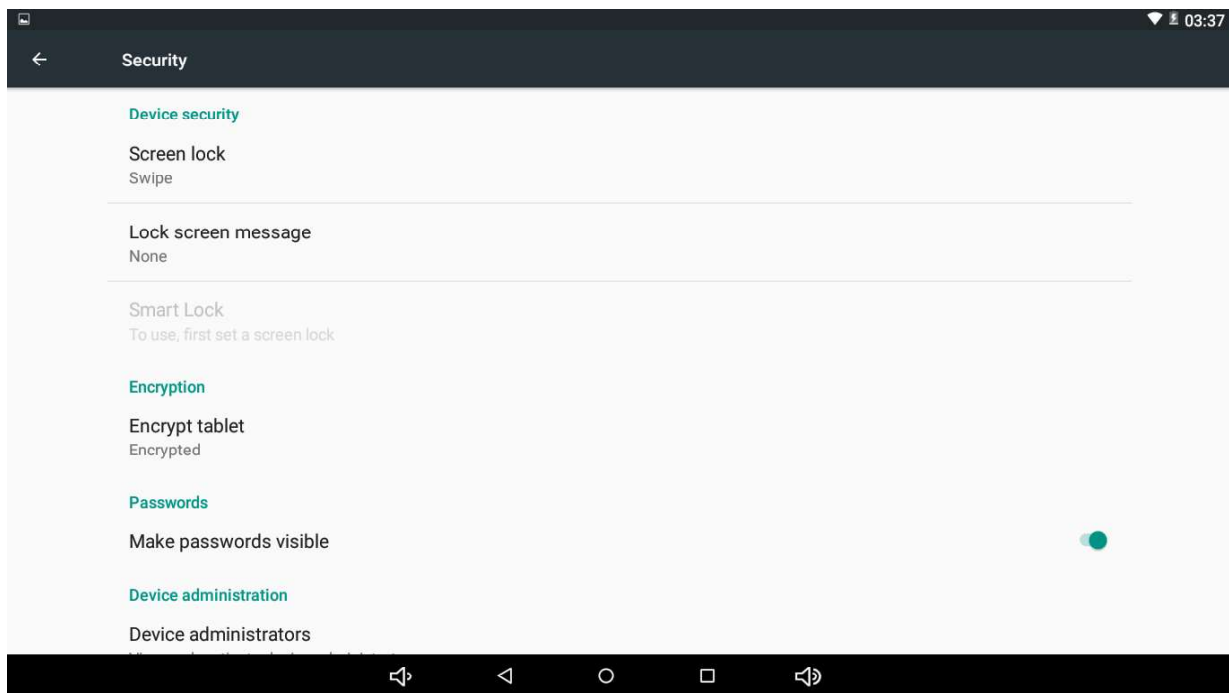 03:37
Security
Device security
Screen lock
Swipe
Lock screen message
None
Smart Lock
To use, first set a screen lock
Encryption
Encrypt tablet
Encrypted
Passwords
Make passwords visible
Device administration
Device administrators